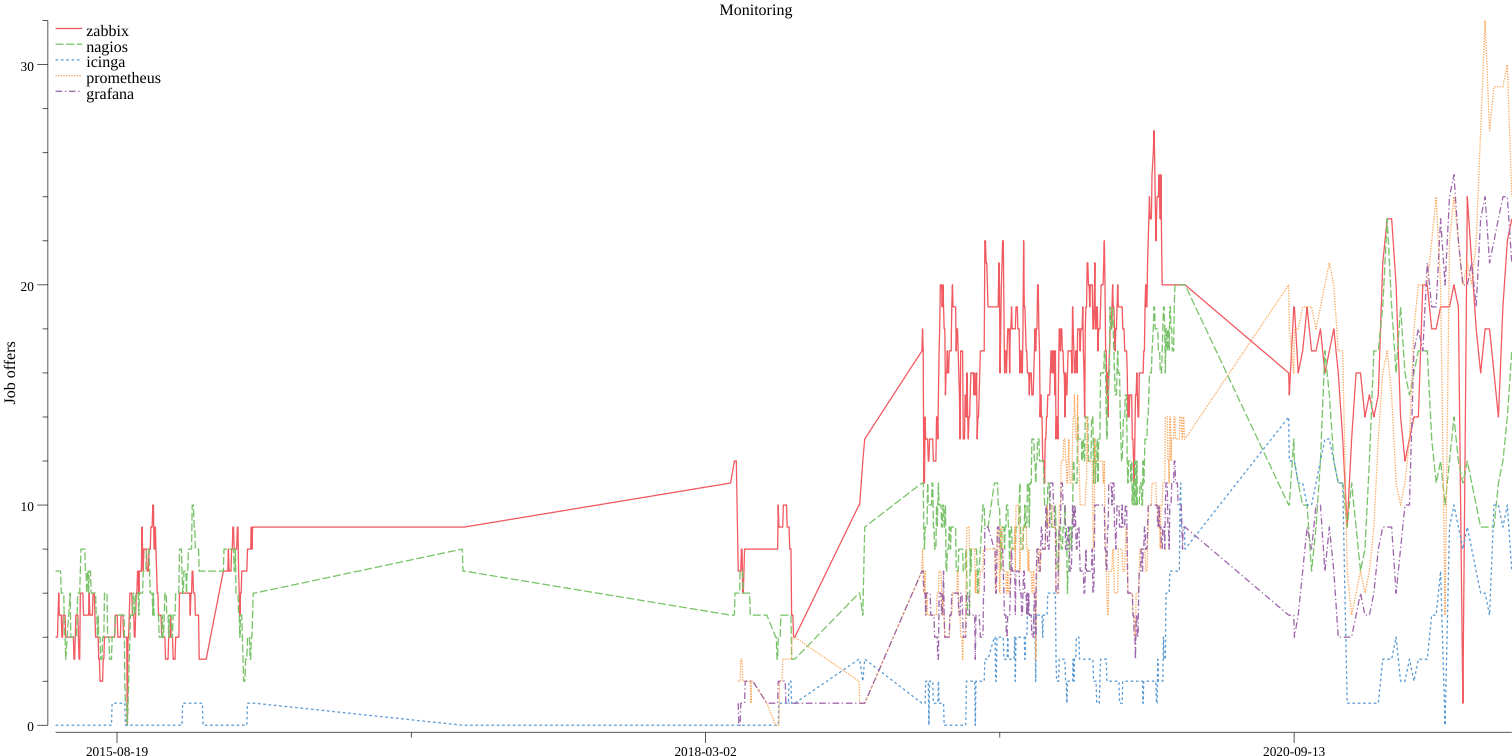 Monitoring
zabbix
nagios
icinga
prometheus
grafana
Job offers
30
20
10
0
2015-08-19
2018-03-02
2020-09-13